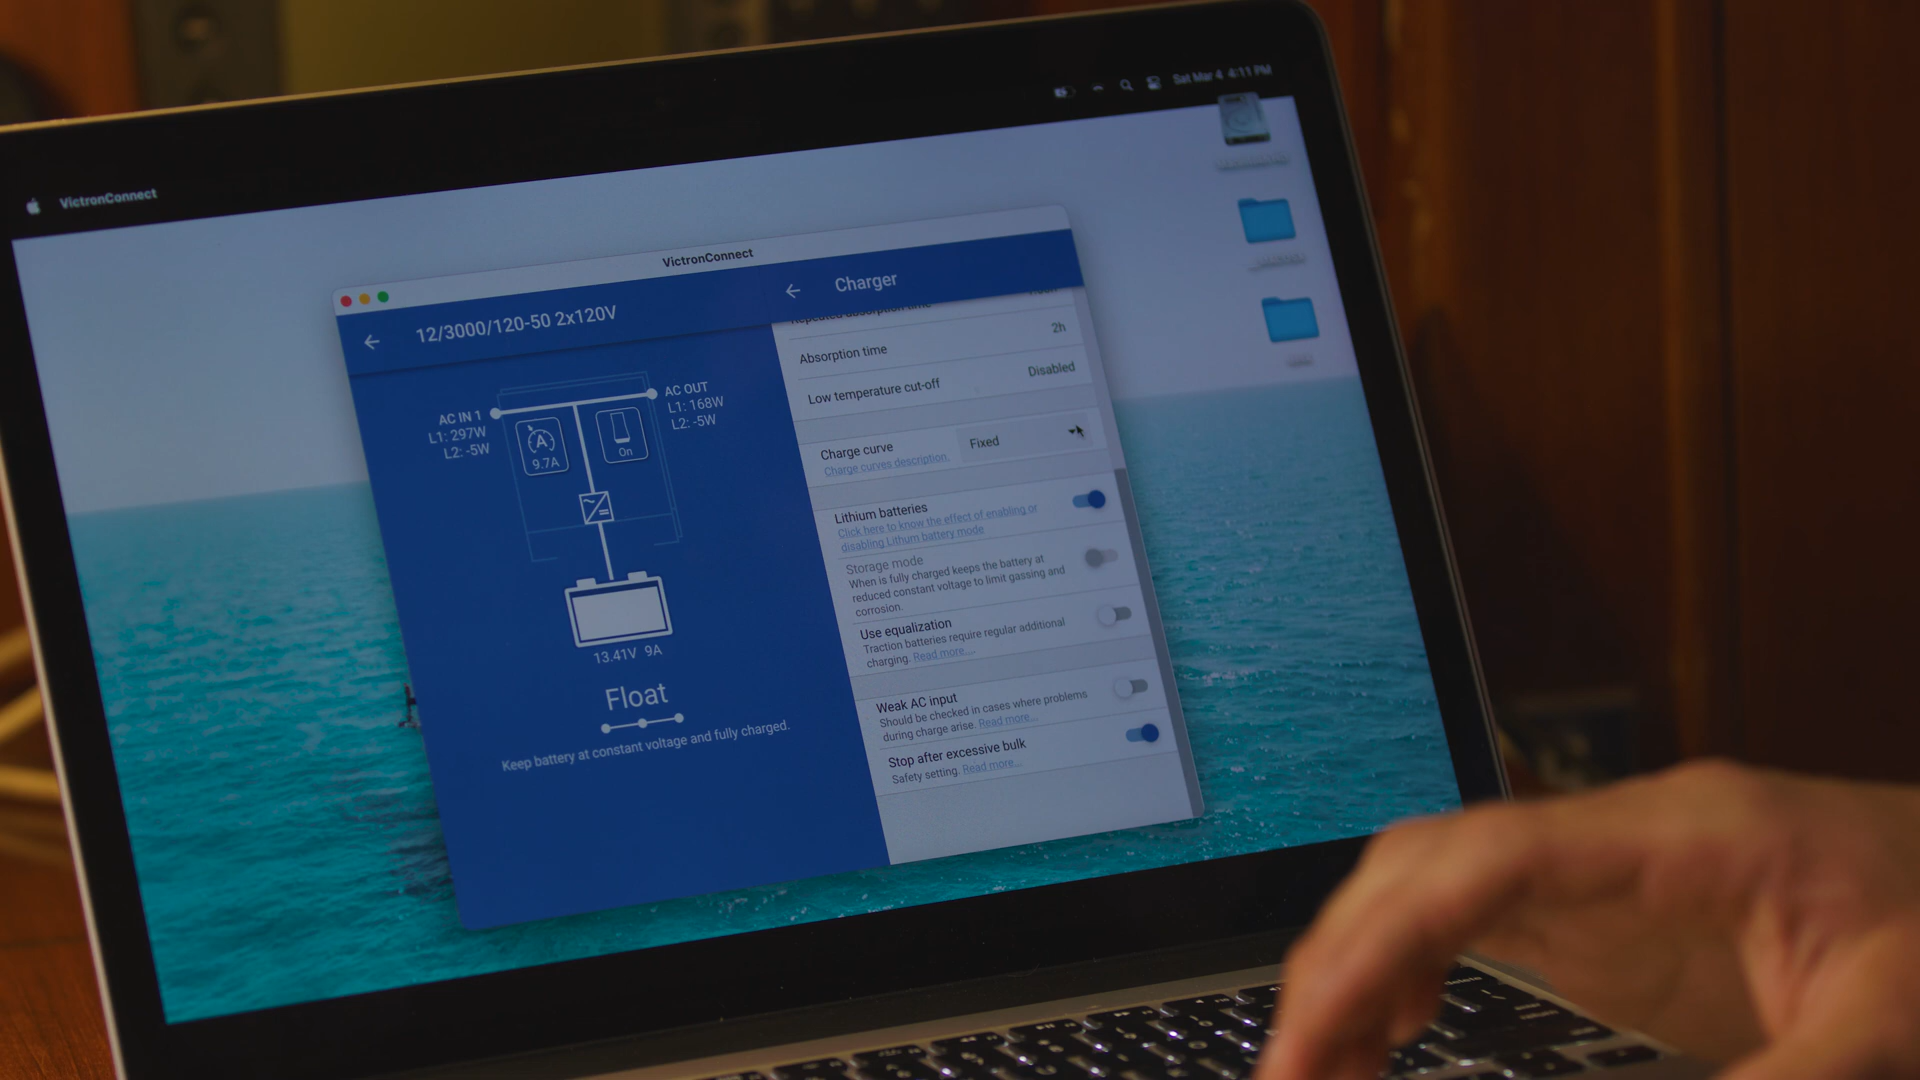 Sat Mar 4 4:11 PM
VictronConnect
VictronConnect
12/3000/120-50 2x120V
AC IN 1
L1: 297W
L2: -5W
9.7A
On
AC OUT
L1: 168W
L2: -5W
13.41V 9A
Float
Keep battery at constant voltage and fully charged.
Charger
Repeated absorption time
Absorption time 2h
Low temperature cut-off Disabled
Charge curve Fixed
Charge curves description.
Lithium batteries
Click here to know the effect of enabling or
disabling Lithum battery mode
Storage mode
When is fully charged keeps the battery at
reduced constant voltage to limit gassing and
corrosion.
Use equalization
Traction batteries require regular additional
charging. Read more...
Weak AC input
Should be checked in cases where problems
during charge arise. Read more...
Stop after excessive bulk
Safety setting. Read more...
delete